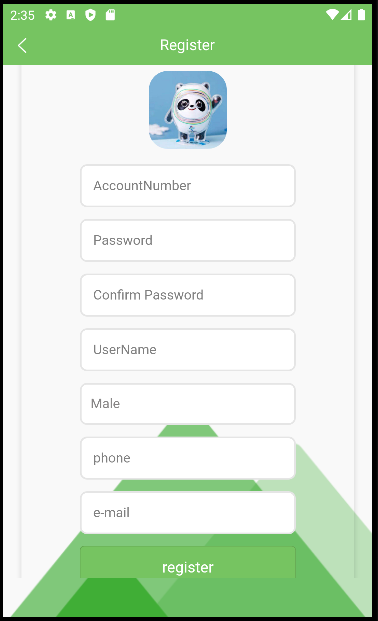 2:35
Register
AccountNumber
Password
Confirm Password
UserName
Male
phone
e-mail
register